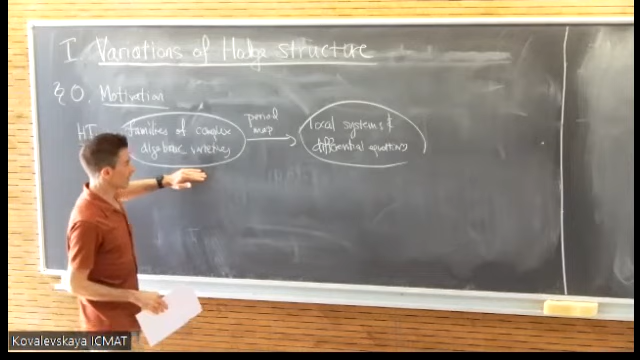 I. Variations of Hodge structure
§ 0. Motivation
period
map
HT
families of complex
algebraic varieties
local systems &
differential equations
Kovalevskaya ICMAT